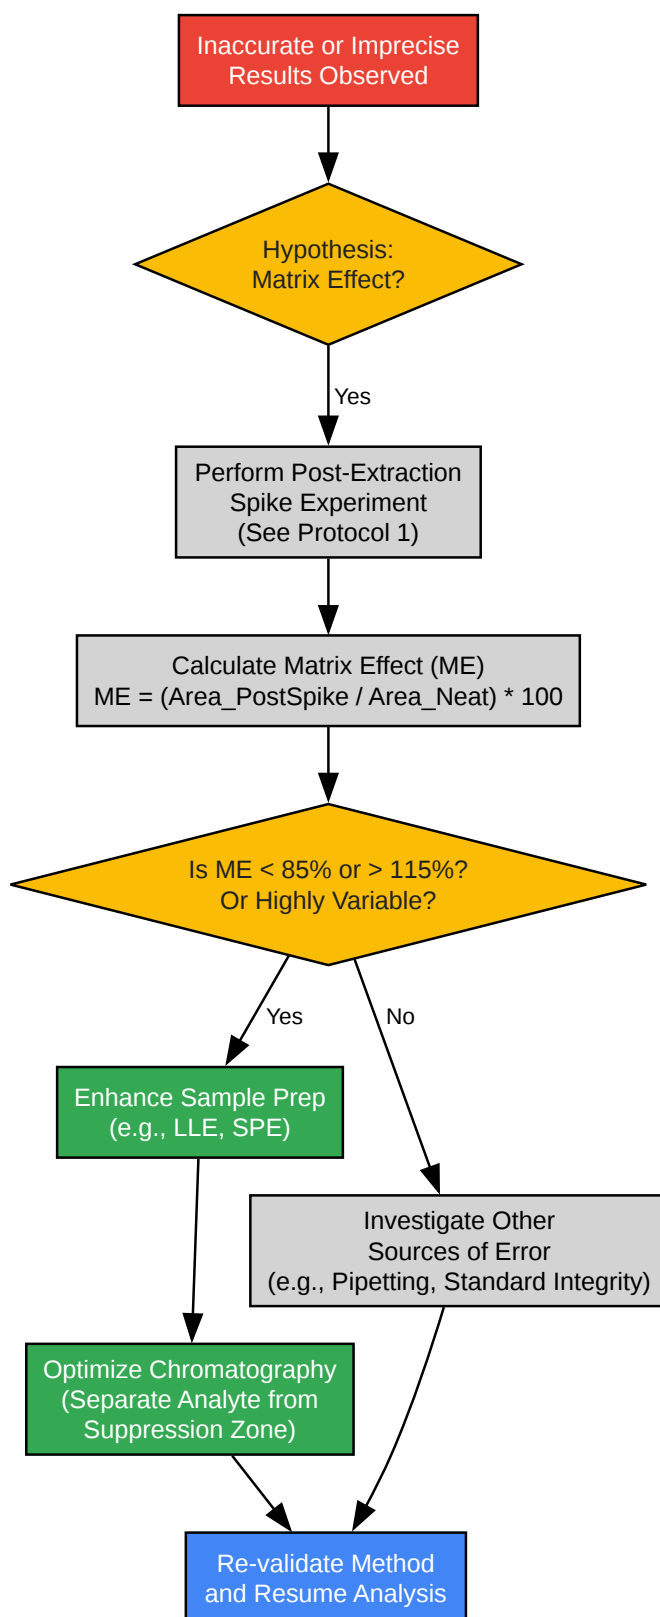 Inaccurate or Imprecise
Results Observed
Hypothesis:
Matrix Effect?
Yes
Perform Post-Extraction
Spike Experiment
(See Protocol 1)
Calculate Matrix Effect (ME)
ME = (Area_PostSpike / Area_Neat) * 100
Is ME < 85% or > 115%?
Or Highly Variable?
Yes
No
Enhance Sample Prep
(e.g., LLE, SPE)
Investigate Other
Sources of Error
(e.g., Pipetting, Standard Integrity)
Optimize Chromatography
(Separate Analyte from
Suppression Zone)
Re-validate Method
and Resume Analysis